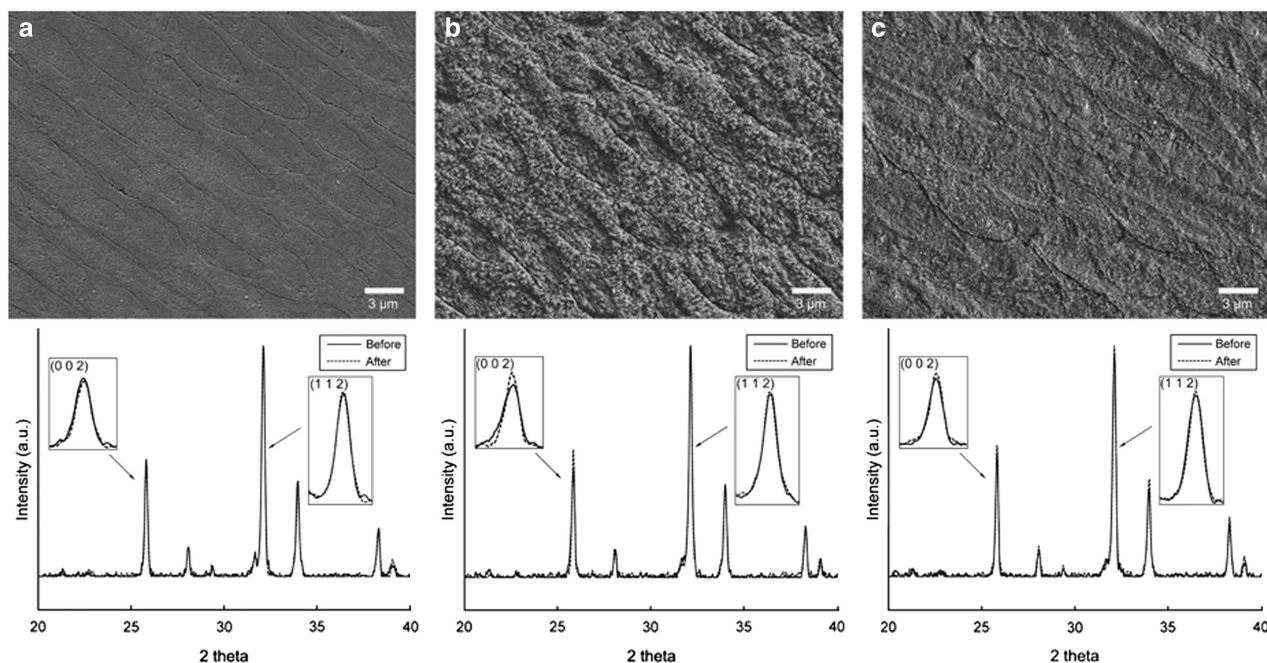 a
3 µm
b
3 µm
c
3 µm
Intensity (a.u.)
(0 0 2)
(1 1 2)
Before
After
20 25 30 35 40
2 theta
Intensity (a.u.)
(0 0 2)
(1 1 2)
Before
After
20 25 30 35 40
2 theta
Intensity (a.u.)
(0 0 2)
(1 1 2)
Before
After
20 25 30 35 40
2 theta